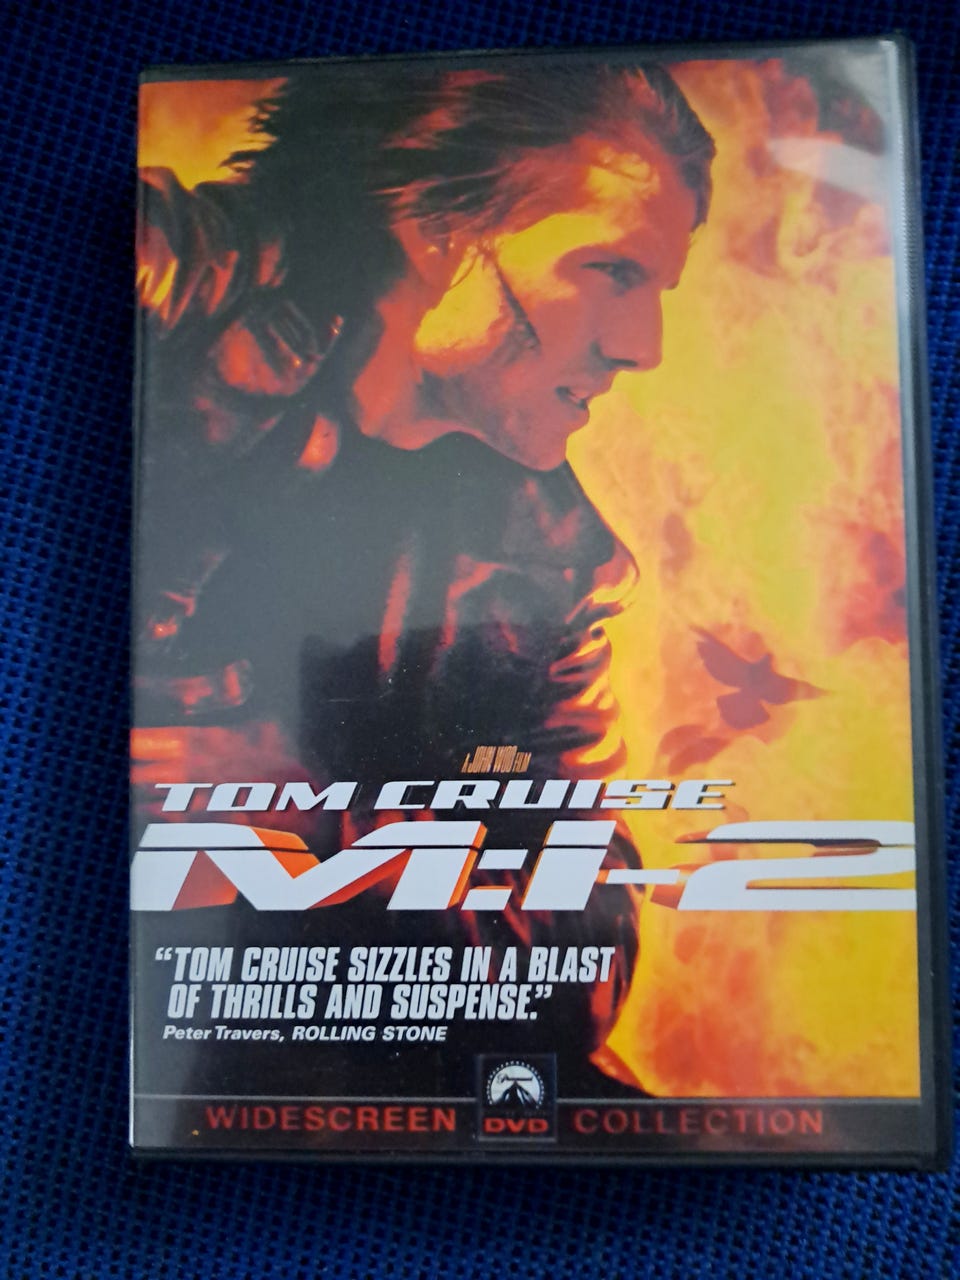 A JOHN WOO FILM
TOM CRUISE
M:I-2
“TOM CRUISE SIZZLES IN A BLAST
OF THRILLS AND SUSPENSE.”
Peter Travers, ROLLING STONE
Paramount
WIDESCREEN DVD COLLECTION